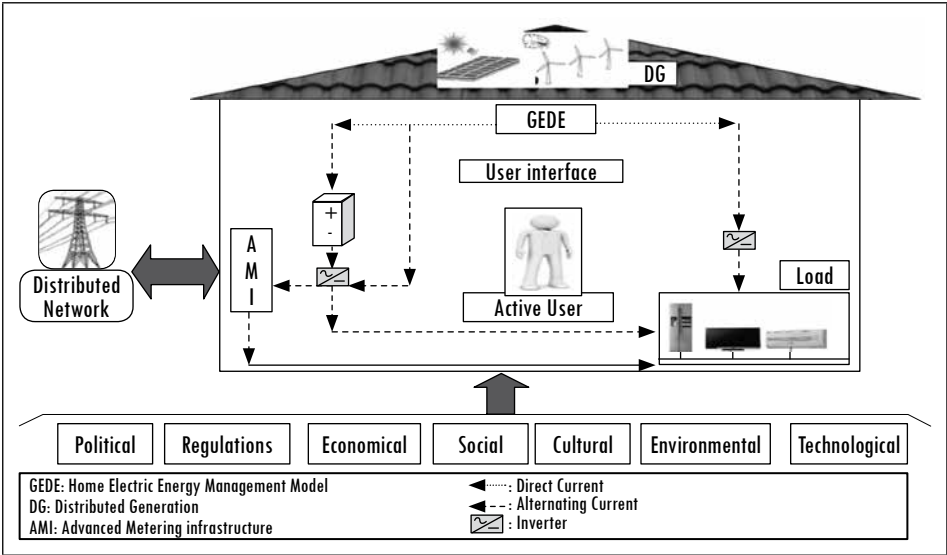 DG
GEDE
User interface
+
-
A
M
I
Distributed
Network
Active User
Load
Political
Regulations
Economical
Social
Cultural
Environmental
Technological
GEDE: Home Electric Energy Management Model
DG: Distributed Generation
AMI: Advanced Metering infrastructure
: Direct Current
: Alternating Current
: Inverter